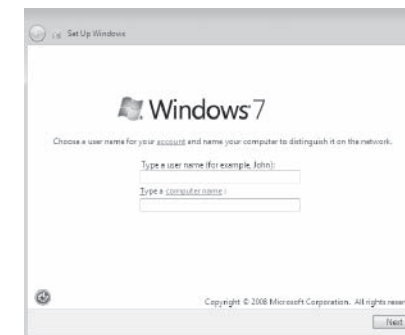 Set Up Windows
Windows 7
Choose a user name for your account and name your computer to distinguish it on the network.
Type a user name (for example, John):
Type a computer name :
Copyright © 2008 Microsoft Corporation. All rights reser
Next